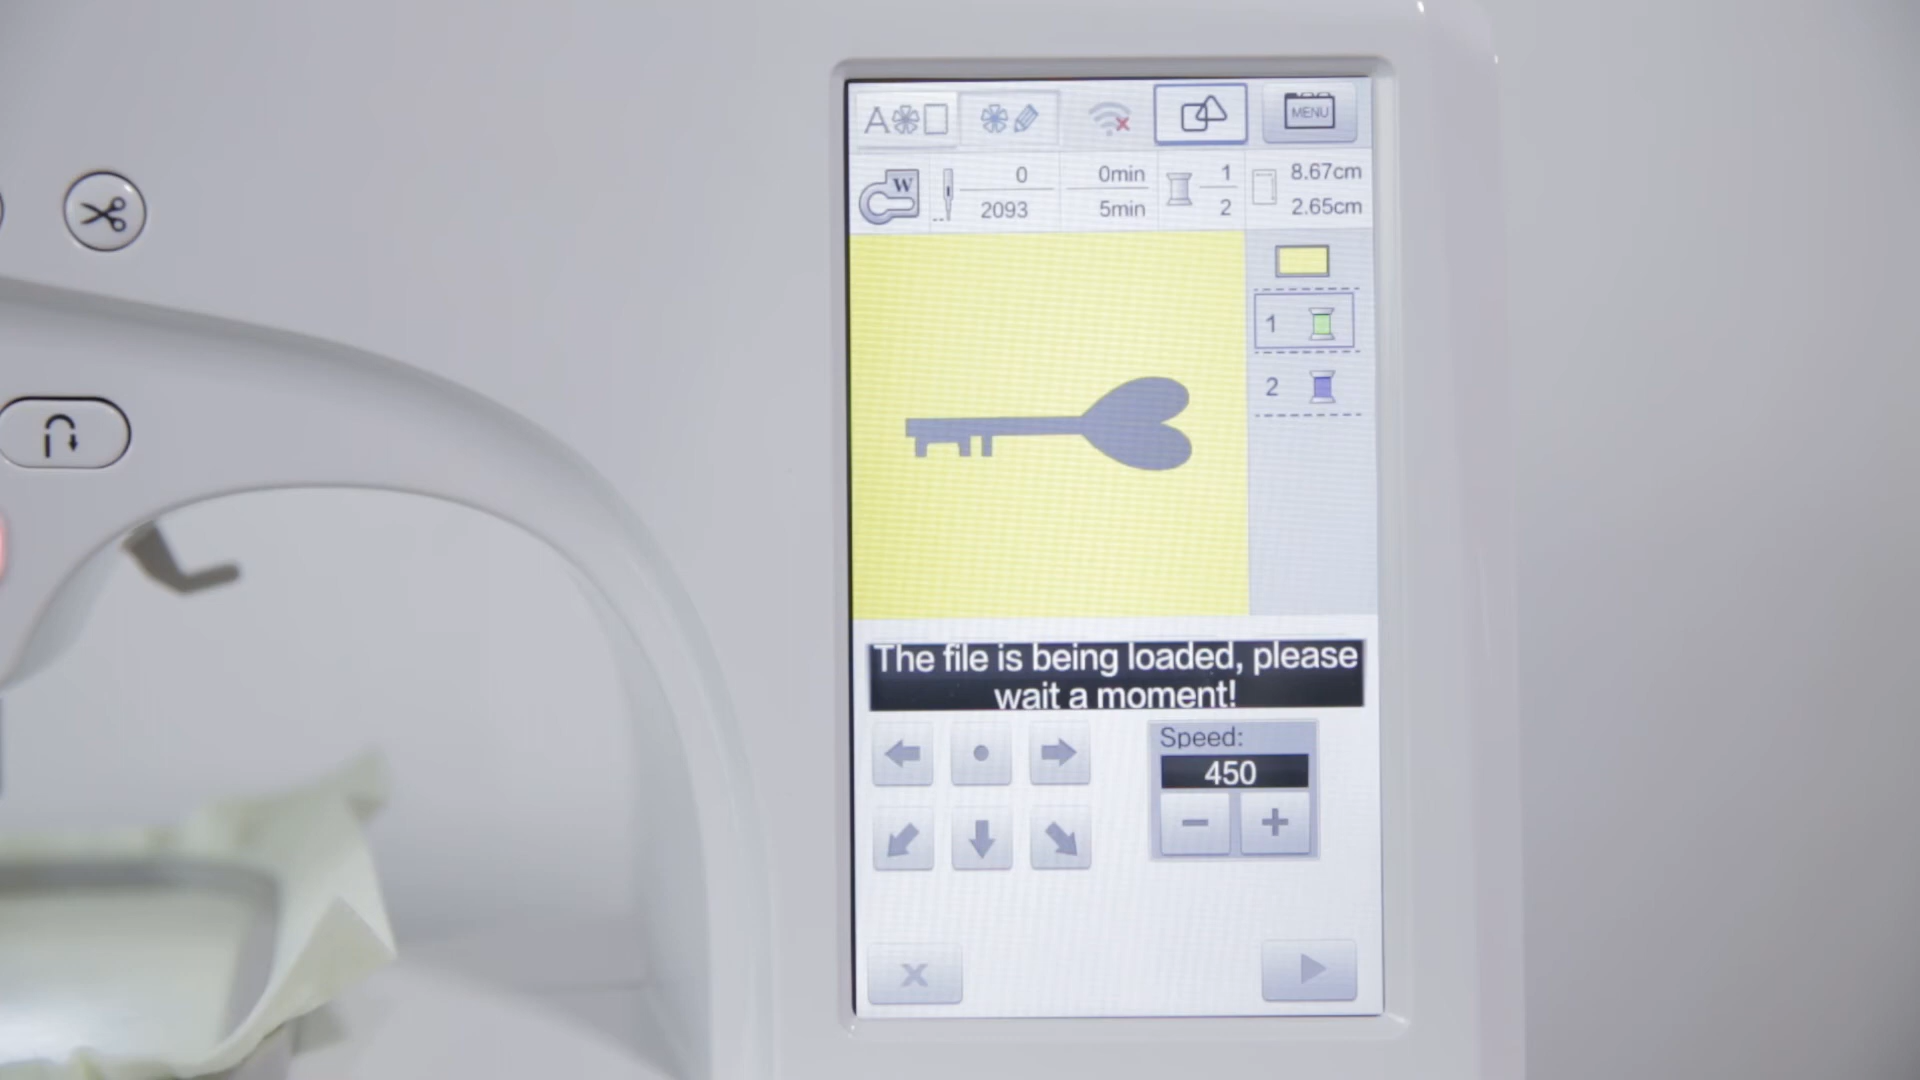 A
MENU
W
0
2093
0min
5min
1
2
8.67cm
2.65cm
1
2
The file is being loaded, please
wait a moment!
Speed:
450
- +
X